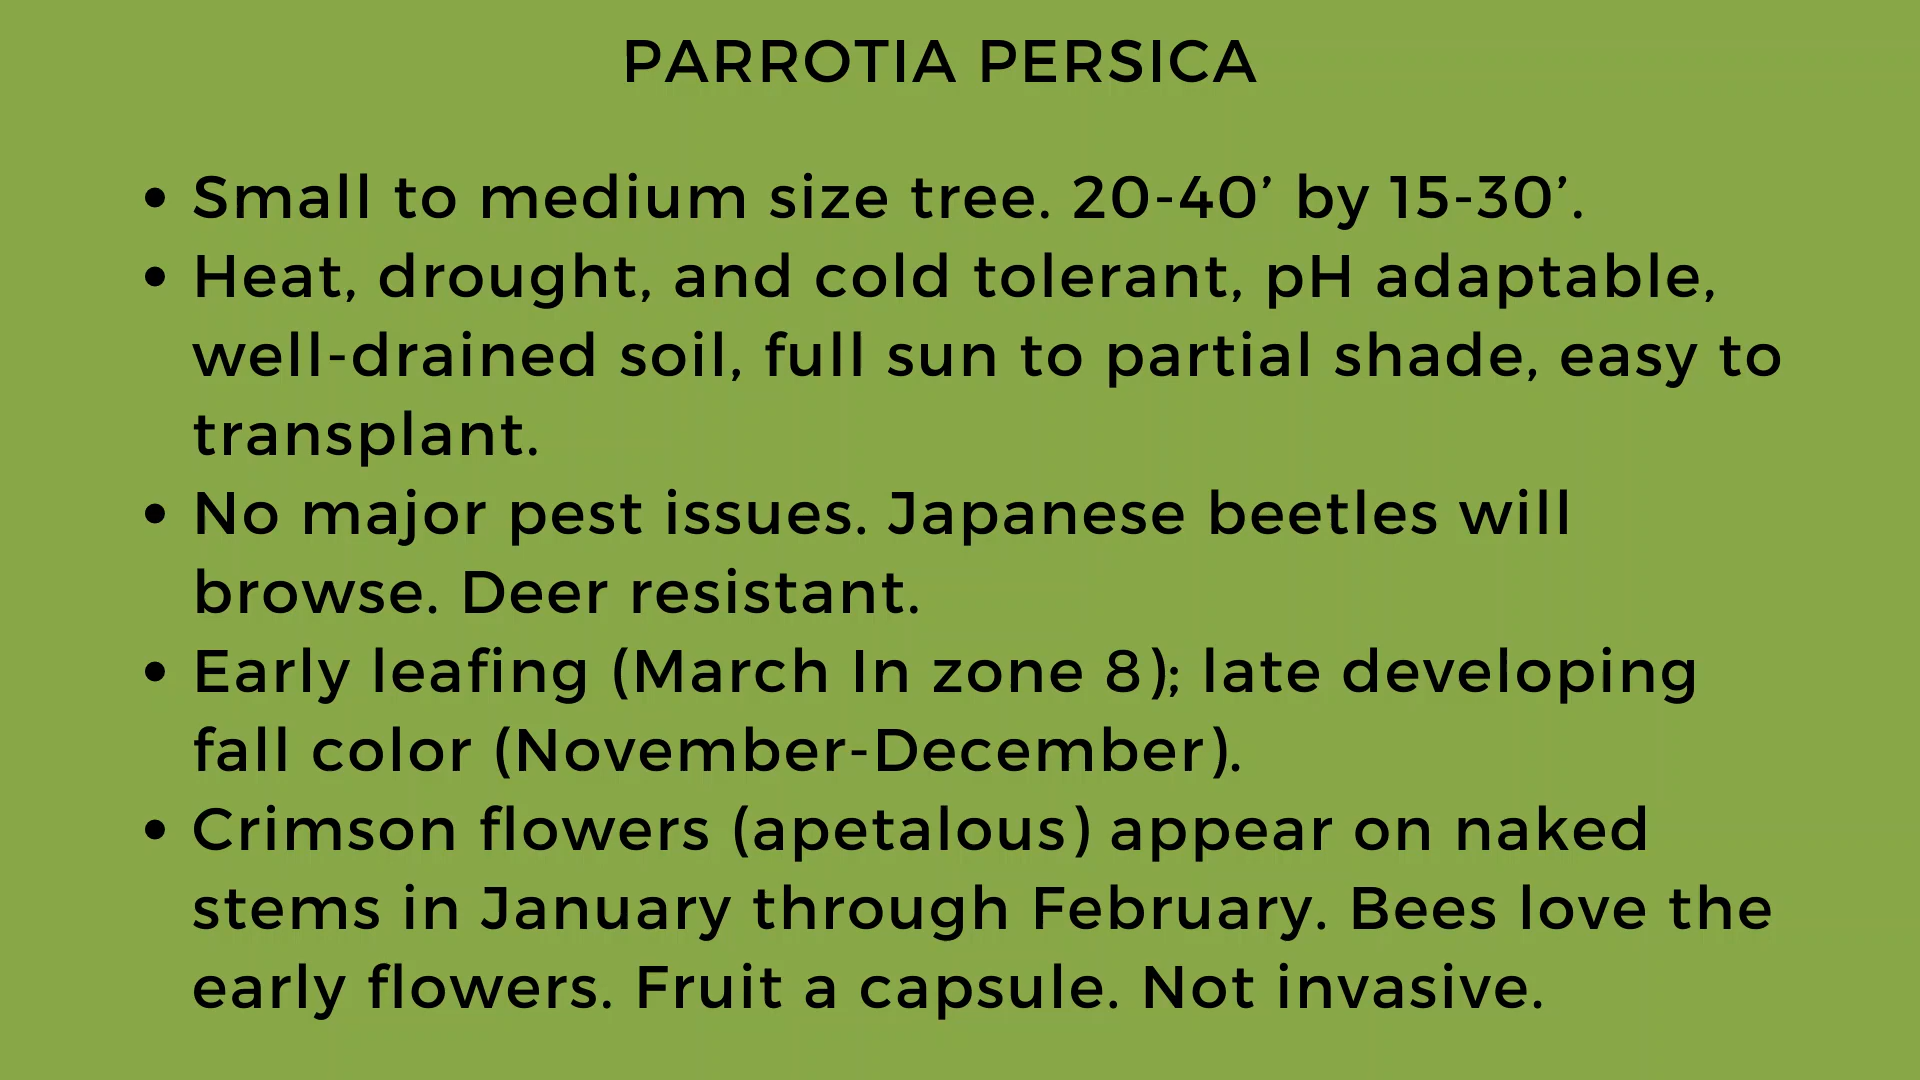 PARROTIA PERSICA
• Small to medium size tree. 20-40’ by 15-30’.
• Heat, drought, and cold tolerant, pH adaptable,
well-drained soil, full sun to partial shade, easy to
transplant.
• No major pest issues. Japanese beetles will
browse. Deer resistant.
• Early leafing (March In zone 8); late developing
fall color (November-December).
• Crimson flowers (apetalous) appear on naked
stems in January through February. Bees love the
early flowers. Fruit a capsule. Not invasive.